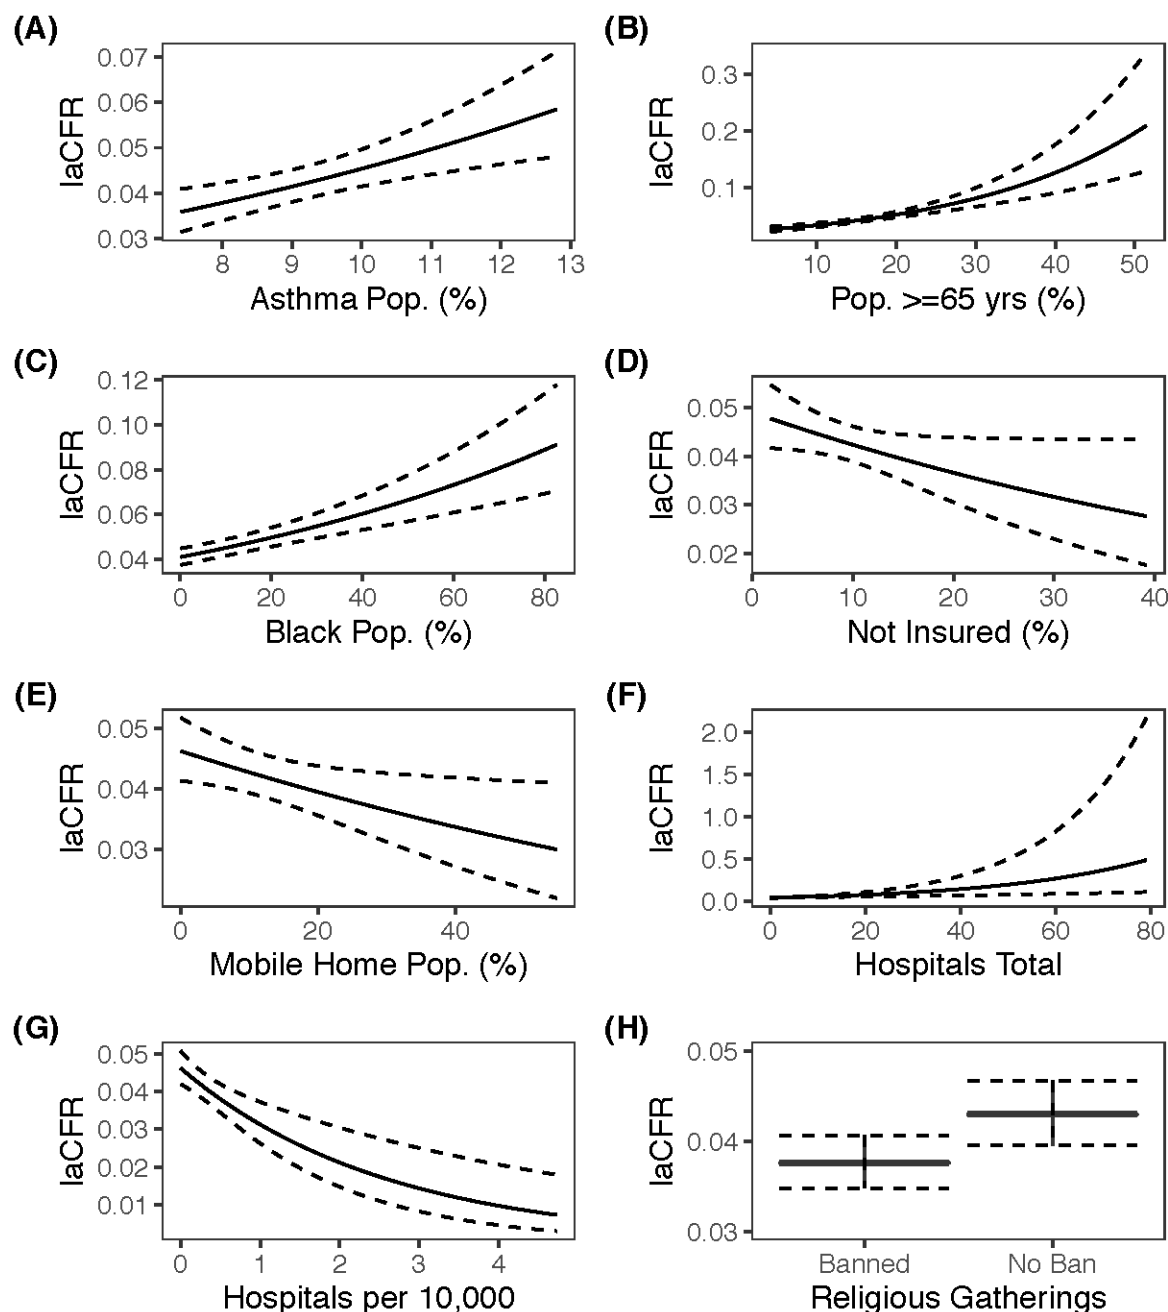 (A)
0.07
0.06
0.05
0.04
0.03
laCFR
8 9 10 11 12 13
Asthma Pop. (%)
(B)
0.3
0.2
0.1
laCFR
10 20 30 40 50
Pop. >=65 yrs (%)
(C)
0.12
0.10
0.08
0.06
0.04
laCFR
0 20 40 60 80
Black Pop. (%)
(D)
0.05
0.04
0.03
0.02
laCFR
0 10 20 30 40
Not Insured (%)
(E)
0.05
0.04
0.03
laCFR
0 20 40
Mobile Home Pop. (%)
(F)
2.0
1.5
1.0
0.5
0.0
laCFR
0 20 40 60 80
Hospitals Total
(G)
0.05
0.04
0.03
0.02
0.01
laCFR
0 1 2 3 4
Hospitals per 10,000
(H)
0.05
0.04
0.03
laCFR
Banned No Ban
Religious Gatherings